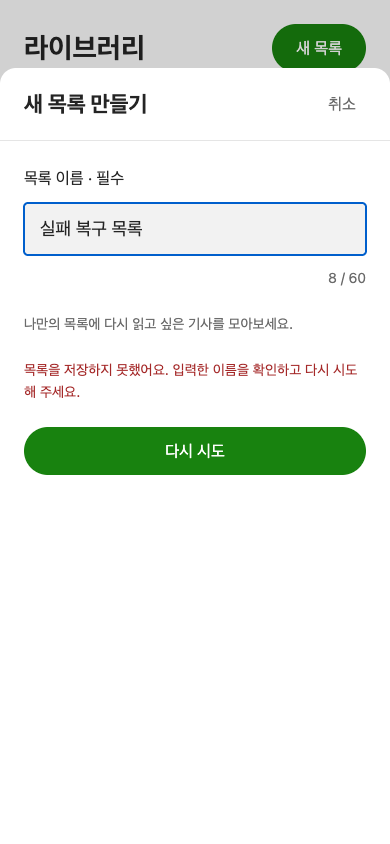 라이브러리
새 목록
새 목록 만들기
취소
목록 이름 · 필수
실패 복구 목록
8 / 60
나만의 목록에 다시 읽고 싶은 기사를 모아보세요.
목록을 저장하지 못했어요. 입력한 이름을 확인하고 다시 시도
해 주세요.
다시 시도